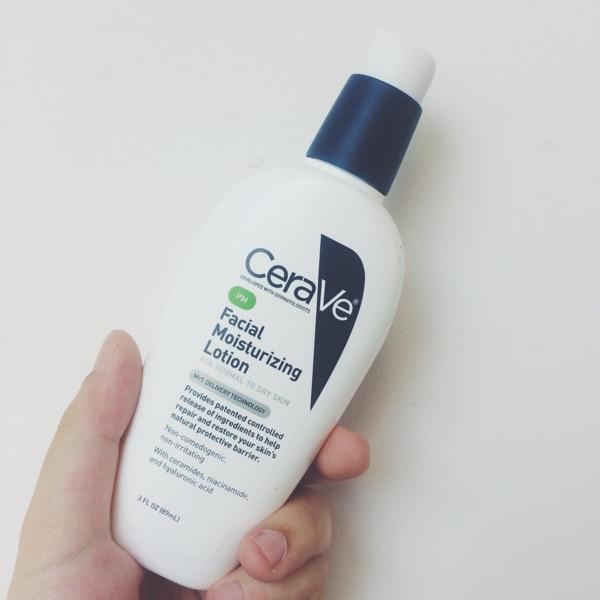 CeraVe®
DEVELOPED WITH DERMATOLOGISTS
PM
Facial
Moisturizing
Lotion
FOR NORMAL TO DRY SKIN
MVE DELIVERY TECHNOLOGY
Provides patented controlled
release of ingredients to help
repair and restore your skin's
natural protective barrier.
Non-comedogenic,
non-irritating
With ceramides, niacinamide,
and hyaluronic acid
3 FL OZ (89mL)